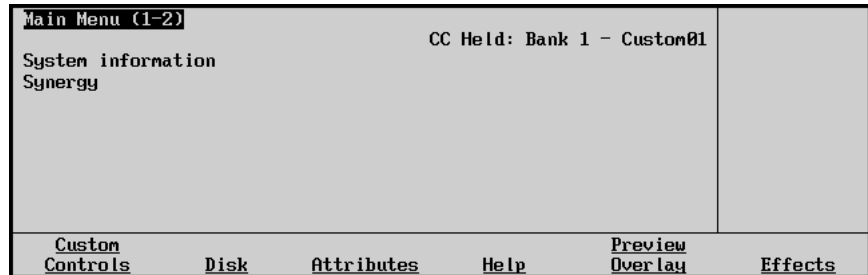 Main Menu (1-2)
CC Held: Bank 1 - Custom01
System information
Synergy
Custom Controls
Disk
Attributes
Help
Preview Overlay
Effects